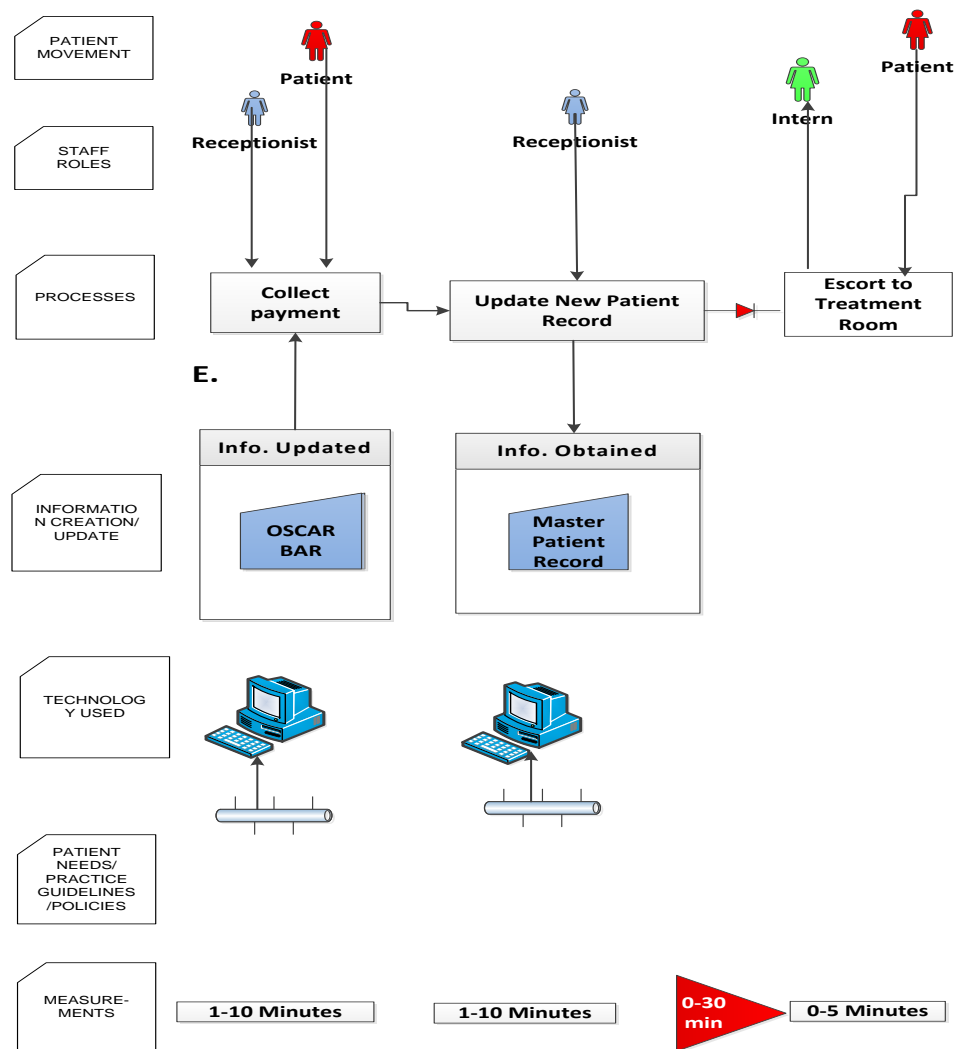 PATIENT
MOVEMENT
Patient
Patient
Intern
STAFF
ROLES
Receptionist
Receptionist
PROCESSES
Collect
payment
Update New Patient
Record
Escort to
Treatment
Room
E.
INFORMATIO
N CREATION/
UPDATE
Info. Updated
OSCAR
BAR
Info. Obtained
Master
Patient
Record
TECHNOLOG
Y USED
PATIENT
NEEDS/
PRACTICE
GUIDELINES
/POLICIES
MEASURE-
MENTS
1-10 Minutes
1-10 Minutes
0-30
min
0-5 Minutes